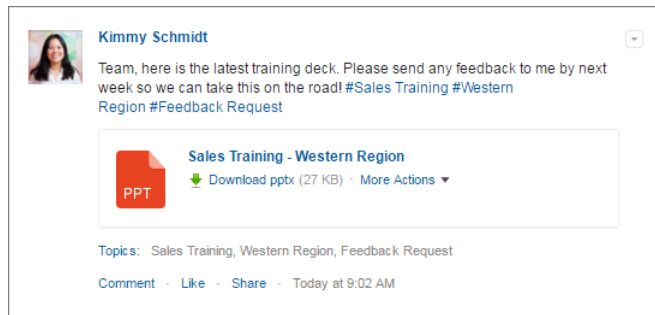 Kimmy Schmidt
Team, here is the latest training deck. Please send any feedback to me by next
week so we can take this on the road! #Sales Training #Western
Region #Feedback Request
Sales Training - Western Region
PPT
Download pptx (27 KB) · More Actions
Topics: Sales Training, Western Region, Feedback Request
Comment · Like · Share · Today at 9:02 AM